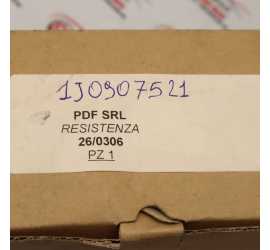 1J0907521
PDF SRL
RESISTENZA
26/0306
PZ 1